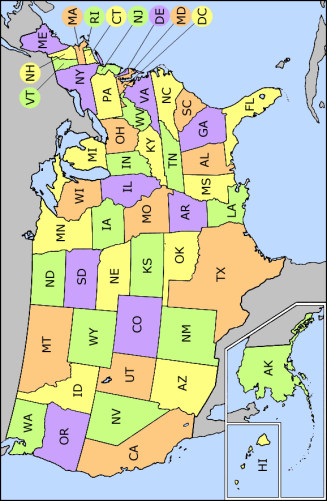 MA
RI
CT
NJ
DE
MD
DC
NH
VT
ME
NY
PA
VA
WV
NC
SC
GA
FL
OH
MI
IN
KY
TN
AL
MS
WI
IL
MN
IA
MO
AR
LA
ND
SD
NE
KS
OK
TX
MT
WY
CO
NM
ID
UT
AZ
WA
OR
NV
CA
AK
HI